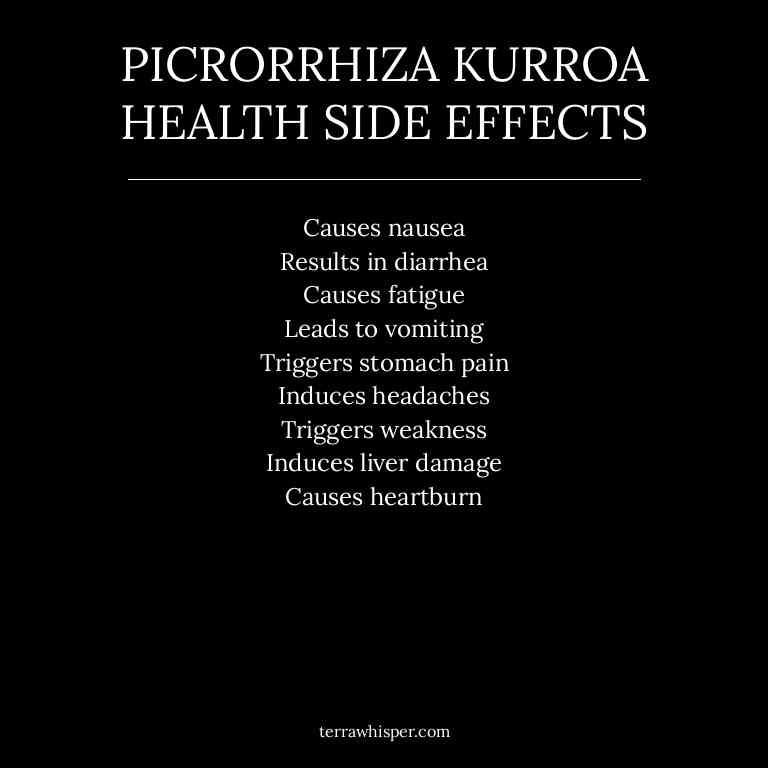 PICRORRHIZA KURROA
HEALTH SIDE EFFECTS
Causes nausea
Results in diarrhea
Causes fatigue
Leads to vomiting
Triggers stomach pain
Induces headaches
Triggers weakness
Induces liver damage
Causes heartburn
terrawhisper.com